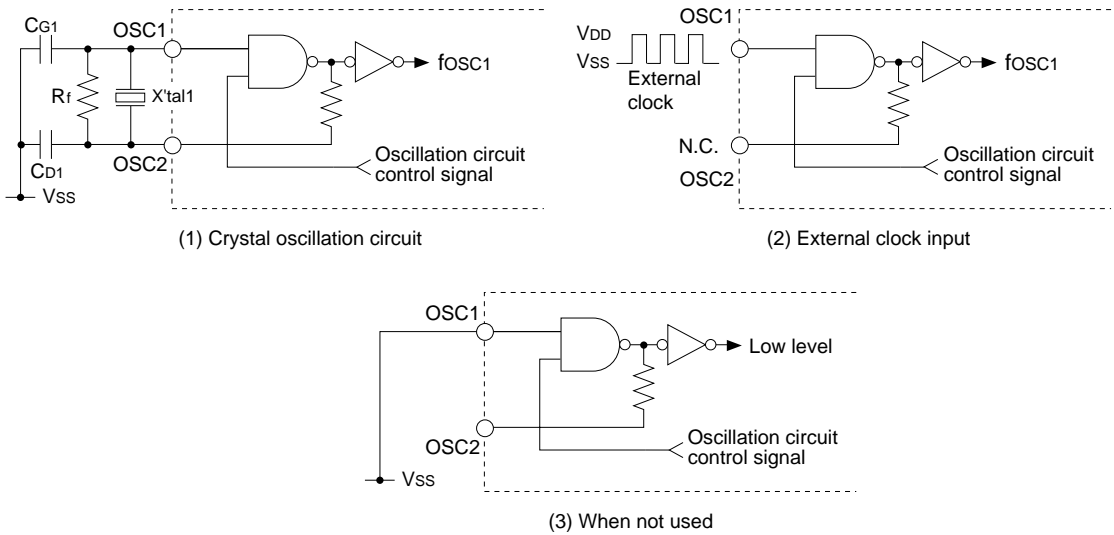 CG1
OSC1
Rf
X'tal1
fOSC1
OSC2
CD1
VSS
Oscillation circuit
control signal
(1) Crystal oscillation circuit
OSC1
VDD
VSS
External
clock
fOSC1
N.C.
OSC2
Oscillation circuit
control signal
(2) External clock input
OSC1
Low level
OSC2
Oscillation circuit
control signal
VSS
(3) When not used